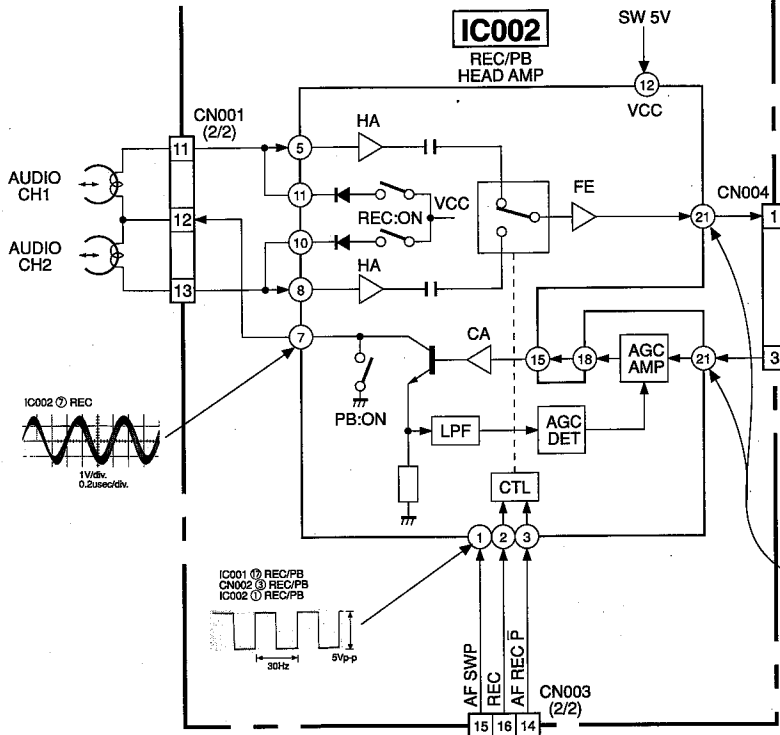 IC002
REC/PB
HEAD AMP
SW 5V
12
VCC
CN001
(2/2)
AUDIO
CH1
AUDIO
CH2
11
12
13
5
11
10
8
7
HA
REC:ON
VCC
HA
FE
21
CN004
1
CA
15
18
AGC
AMP
21
3
PB:ON
LPF
AGC
DET
CTL
1
2
3
IC002 ⑦ REC
1V/div.
0.2usec/div.
IC001 ⑰ REC/PB
CN002 ③ REC/PB
IC002 ① REC/PB
30Hz
5Vp-p
AF SWP
REC
AF REC P̅
CN003
(2/2)
15 16 14